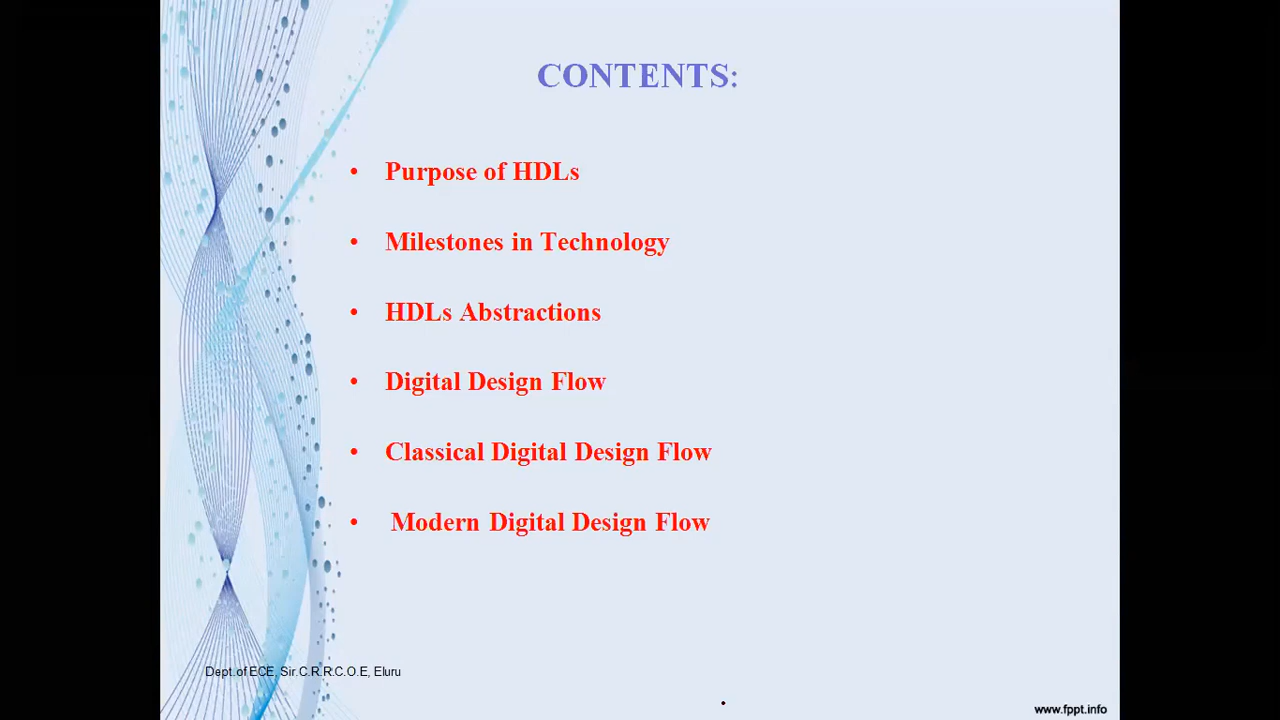 CONTENTS:
• Purpose of HDLs
• Milestones in Technology
• HDLs Abstractions
• Digital Design Flow
• Classical Digital Design Flow
• Modern Digital Design Flow
Dept.of ECE, Sir.C.R.R.C.O.E, Eluru
www.fppt.info